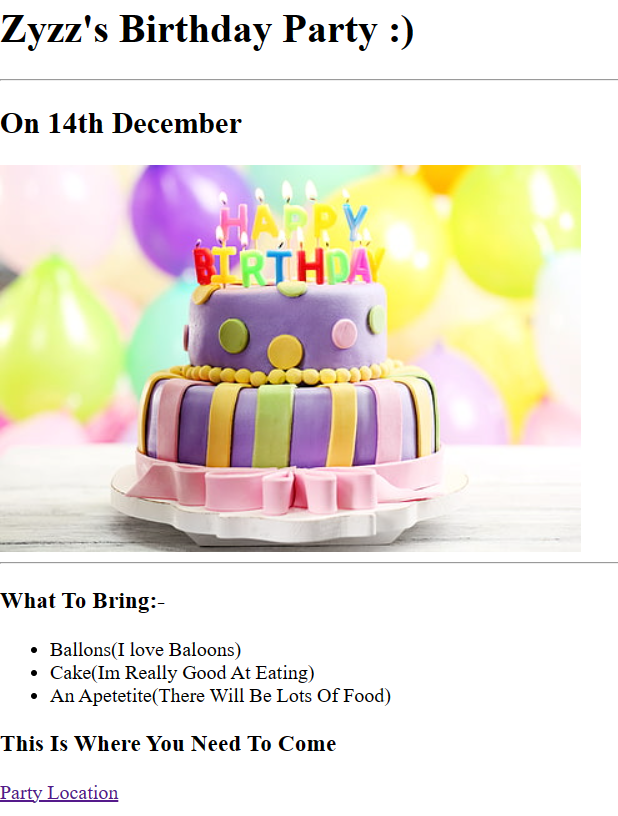 Zyzz's Birthday Party :)
On 14th December
HAPPY
BIRTHDAY
What To Bring:-
Ballons(I love Baloons)
Cake(Im Really Good At Eating)
An Apetetite(There Will Be Lots Of Food)
This Is Where You Need To Come
Party Location